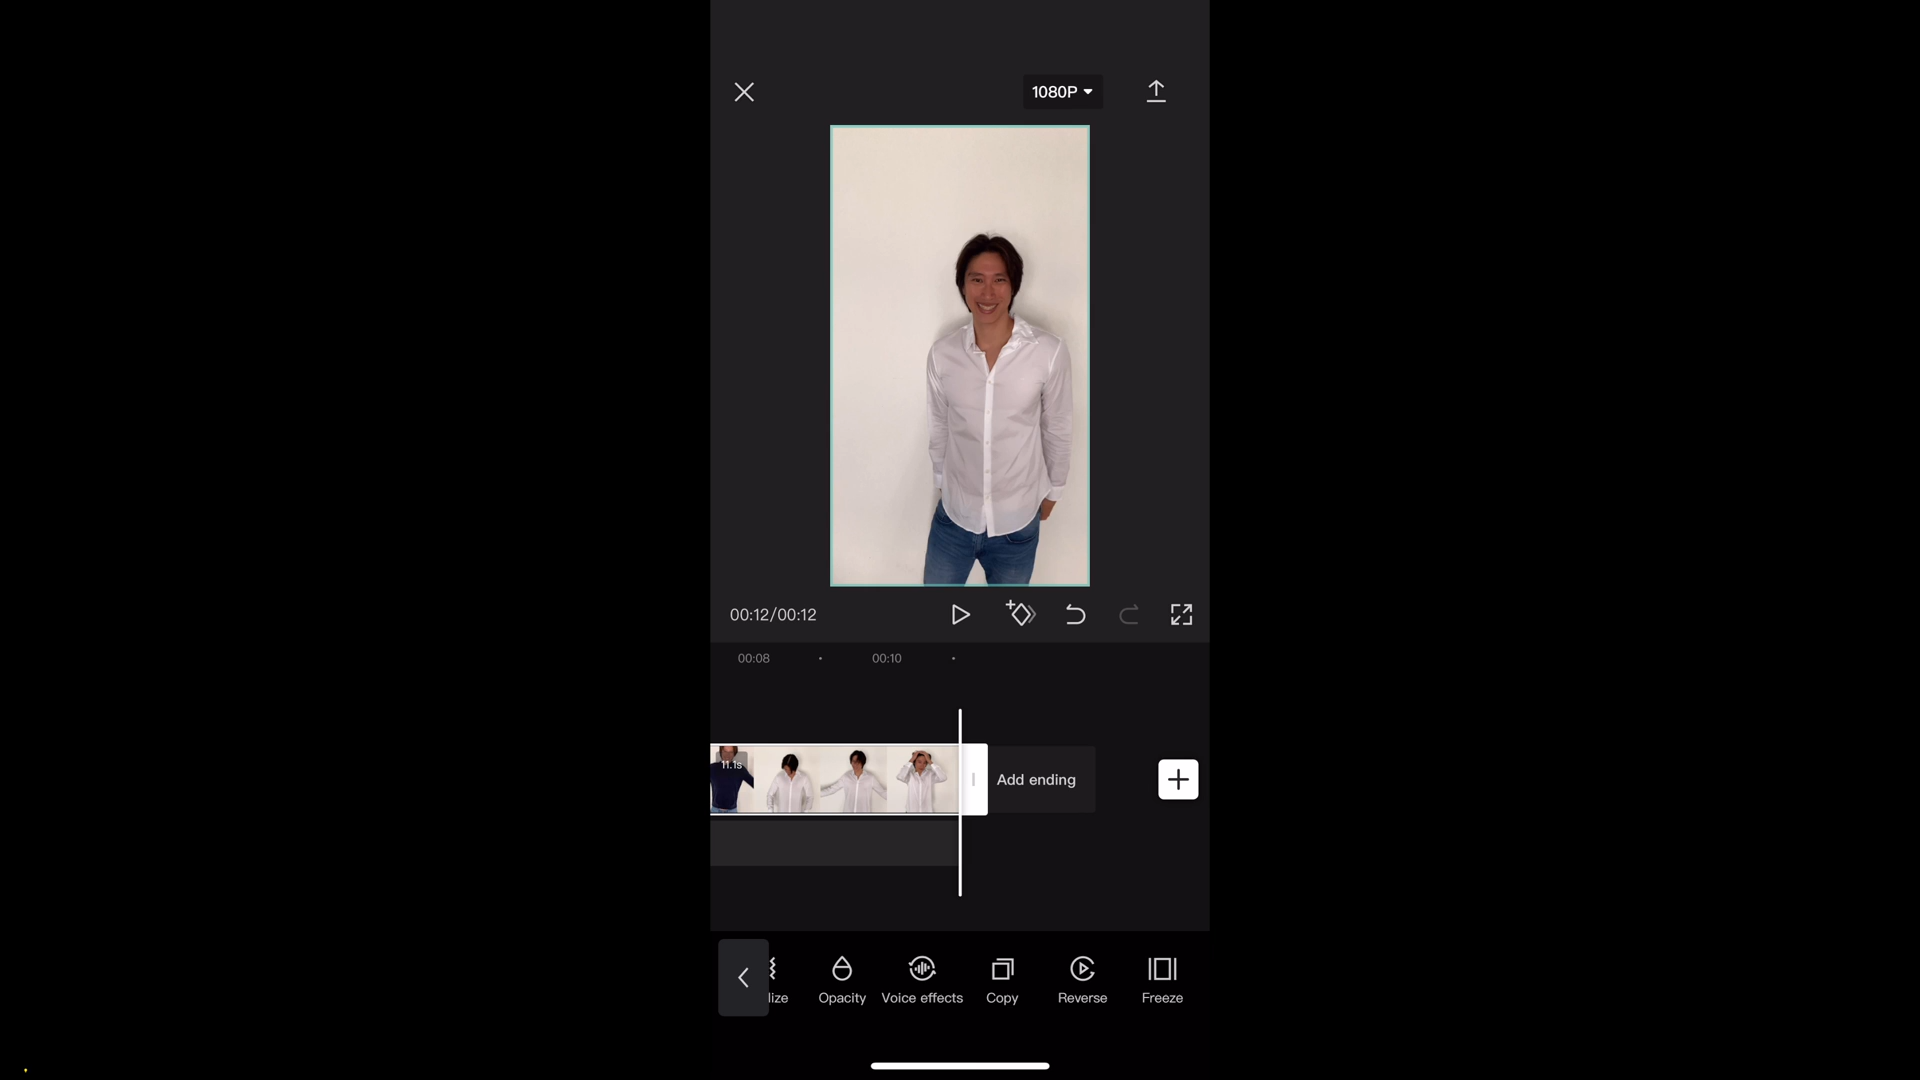 1080P
00:12/00:12
00:08
00:10
11.1s
Add ending
lize
Opacity
Voice effects
Copy
Reverse
Freeze